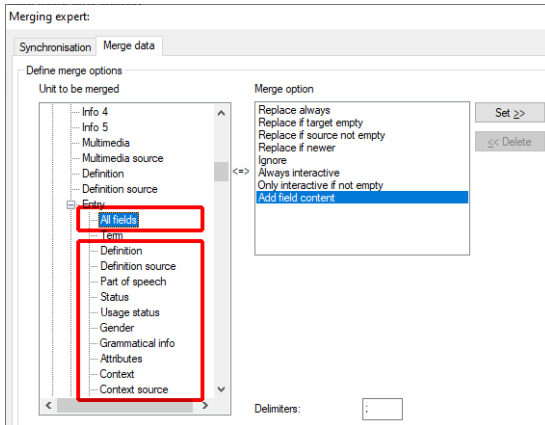 Merging expert:
Synchronisation Merge data
Define merge options
Unit to be merged
Info 4
Info 5
Multimedia
Multimedia source
Definition
Definition source
Entry
All fields
Term
Definition
Definition source
Part of speech
Status
Usage status
Gender
Grammatical info
Attributes
Context
Context source
<=>
Merge option
Replace always
Replace if target empty
Replace if source not empty
Replace if newer
Ignore
Always interactive
Only interactive if not empty
Add field content
Set >>
<< Delete
Delimiters: ;